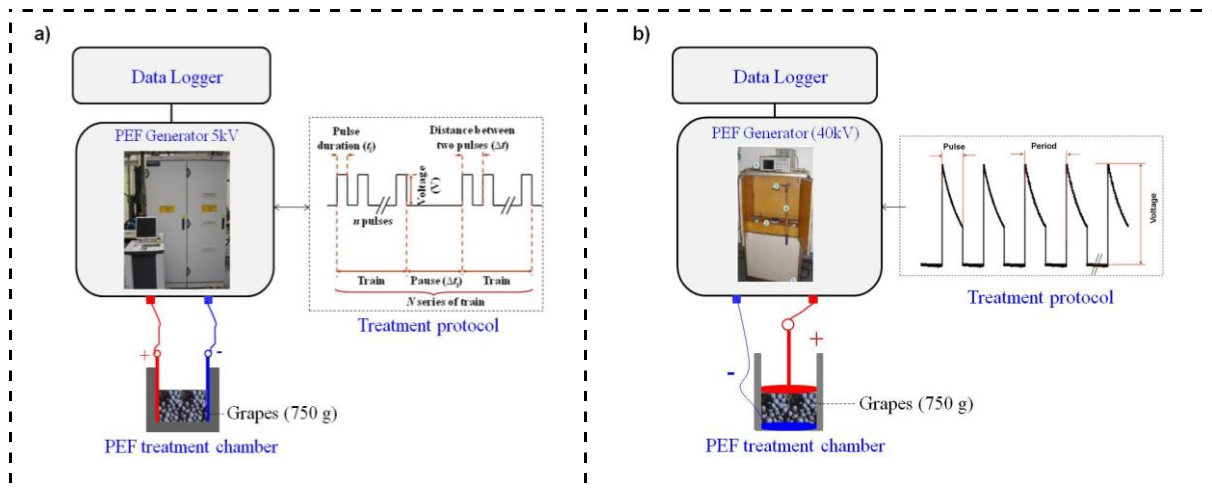 a)
Data Logger
PEF Generator 5kV
Pulse
duration (ti)
Distance between
two pulses (Δt)
Voltage
(V)
n pulses
Train
Pause (Δtt)
Train
N series of train
Treatment protocol
+
-
Grapes (750 g)
PEF treatment chamber
b)
Data Logger
PEF Generator (40kV)
Pulse
Period
Voltage
Treatment protocol
+
-
Grapes (750 g)
PEF treatment chamber